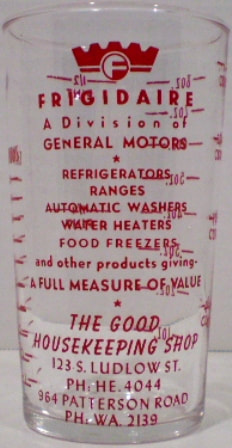 F
FRIGIDAIRE
A Division of
GENERAL MOTORS
REFRIGERATORS
RANGES
AUTOMATIC WASHERS
WATER HEATERS
FOOD FREEZERS
and other products giving-
A FULL MEASURE OF VALUE
THE GOOD
HOUSEKEEPING SHOP
123 S. LUDLOW ST.
PH. HE. 4044
964 PATTERSON ROAD
PH. WA. 2139